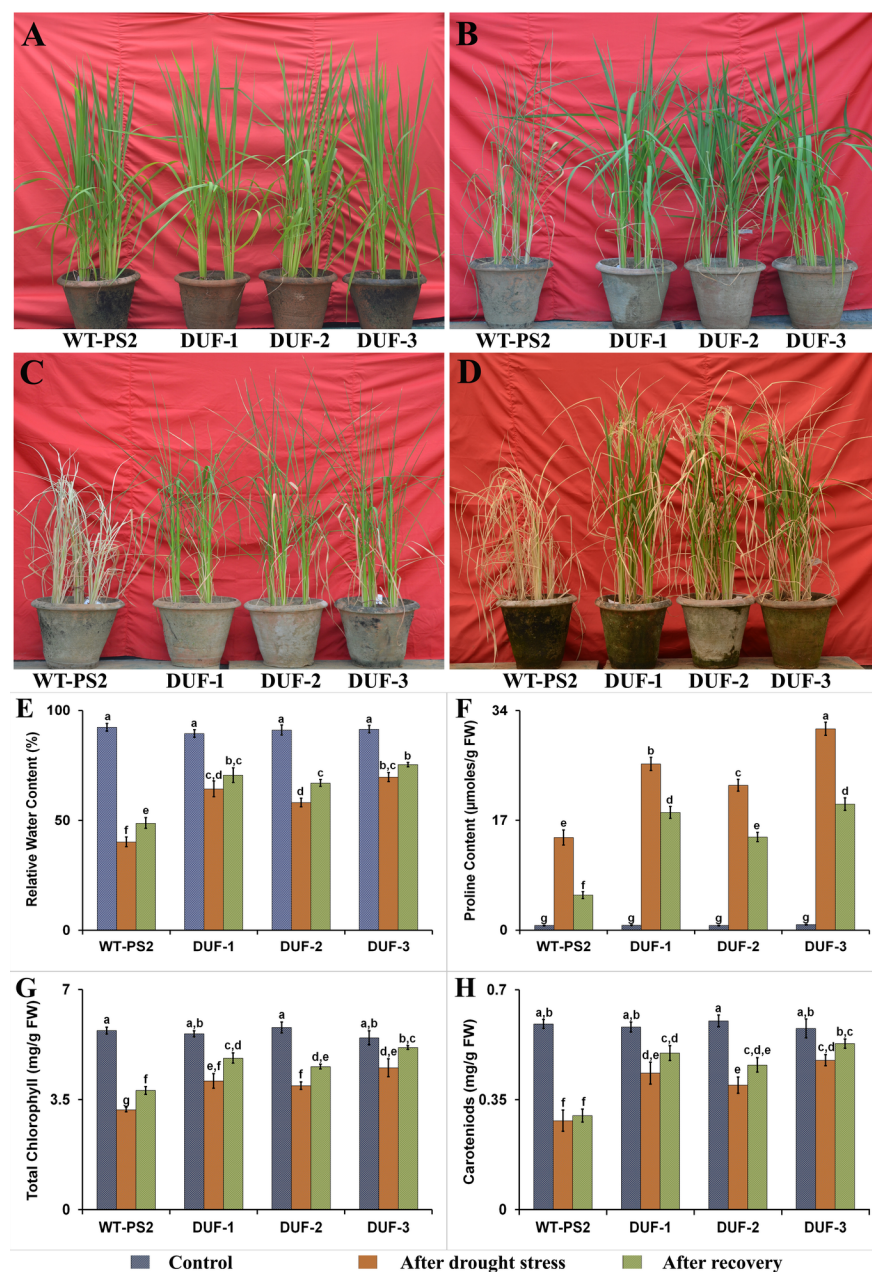 A
B
WT-PS2 DUF-1 DUF-2 DUF-3
WT-PS2 DUF-1 DUF-2 DUF-3
C
D
WT-PS2 DUF-1 DUF-2 DUF-3
WT-PS2 DUF-1 DUF-2 DUF-3
E
Relative Water Content (%)
100
50
0
a f e
a c,d b,c
a d c
a b,c b
WT-PS2 DUF-1 DUF-2 DUF-3
F
Proline Content (µmoles/g FW)
34
17
0
g e f
g b d
g c e
g a d
WT-PS2 DUF-1 DUF-2 DUF-3
G
Total Chlorophyll (mg/g FW)
7
3.5
0
a g f
a,b e,f c,d
a f d,e
a,b d,e b,c
WT-PS2 DUF-1 DUF-2 DUF-3
H
Caroteniods (mg/g FW)
0.7
0.35
0
a f f
a,b d,e c,d
a e c,d,e
a,b c,d b,c
WT-PS2 DUF-1 DUF-2 DUF-3
Control After drought stress After recovery